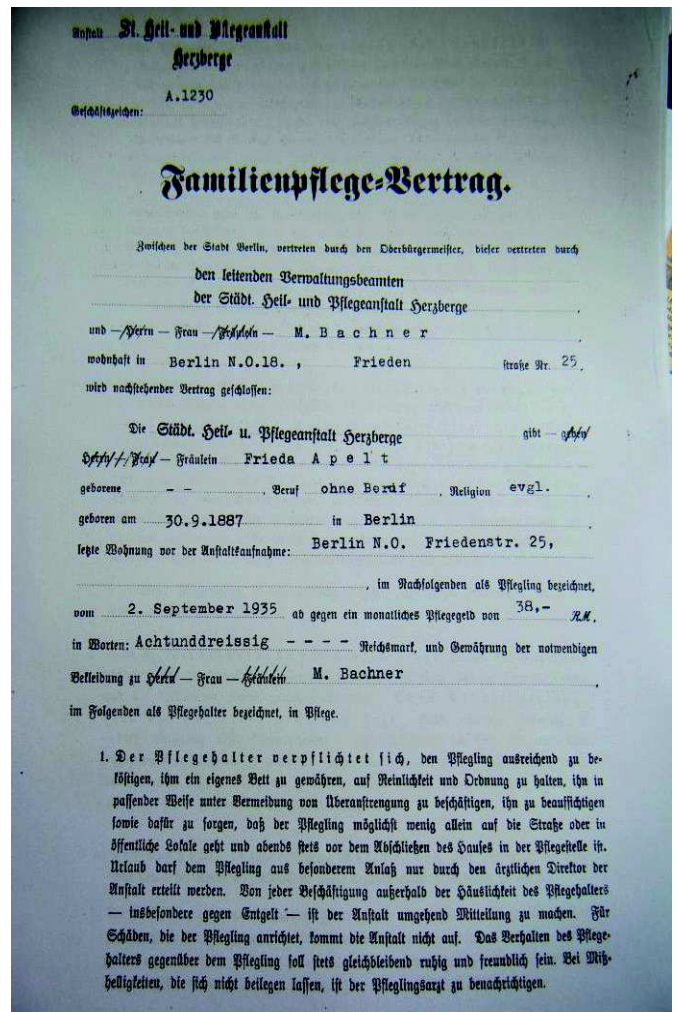 Anstalt St. Heil- und Pflegeanstalt
Herzberge
A.1230
Geschäftszeichen:
Familienpflege-Vertrag.
Zwischen der Stadt Berlin, vertreten durch den Oberbürgermeister, dieser vertreten durch
den leitenden Verwaltungsbeamten
der Städt. Heil- und Pflegeanstalt Herzberge
und — Herrn — Frau — Fräulein — M. Bachner
wohnhaft in Berlin N.O.18. , Frieden straße Nr. 25.
wird nachstehender Vertrag geschlossen:
Die Städt. Heil- u. Pflegeanstalt Herzberge gibt — geben
Herrn — Frau — Fräulein Frieda Apelt
geborene - - , Beruf ohne Beruf , Religion evgl. ,
geboren am 30.9.1887 in Berlin
letzte Wohnung vor der Anstaltsaufnahme: Berlin N.O. Friedenstr. 25,
, im Nachfolgenden als Pflegling bezeichnet,
vom 2. September 1935 ab gegen ein monatliches Pflegegeld von 38,- RM,
in Worten: Achtunddreissig - - - - Reichsmark, und Gewährung der notwendigen
Bekleidung zu Herrn — Frau — Fräulein M. Bachner ,
im Folgenden als Pflegehalter bezeichnet, in Pflege.
1. Der Pflegehalter verpflichtet sich, den Pflegling ausreichend zu be-
köstigen, ihm ein eigenes Bett zu gewähren, auf Reinlichkeit und Ordnung zu halten, ihn in
passender Weise unter Vermeidung von Überanstrengung zu beschäftigen, ihn zu beaufsichtigen
sowie dafür zu sorgen, daß der Pflegling möglichst wenig allein auf die Straße oder in
öffentliche Lokale geht und abends stets vor dem Abschließen des Hauses in der Pflegestelle ist.
Urlaub darf dem Pflegling aus besonderem Anlaß nur durch den ärztlichen Direktor der
Anstalt erteilt werden. Von jeder Beschäftigung außerhalb der Häuslichkeit des Pflegehalters
— insbesondere gegen Entgelt — ist der Anstalt umgehend Mitteilung zu machen. Für
Schäden, die der Pflegling anrichtet, kommt die Anstalt nicht auf. Das Verhalten des Pflege-
halters gegenüber dem Pflegling soll stets gleichbleibend ruhig und freundlich sein. Bei Miß-
helligkeiten, die sich nicht beilegen lassen, ist der Pfleglingsarzt zu benachrichtigen.